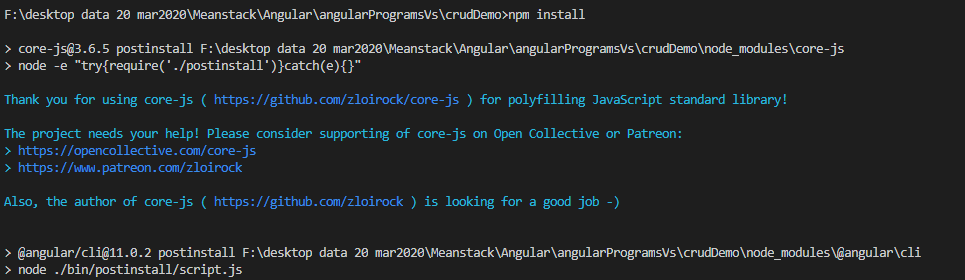 F:\desktop data 20 mar2020\Meanstack\Angular\angularProgramsVs\crudDemo>npm install
> core-js@3.6.5 postinstall F:\desktop data 20 mar2020\Meanstack\Angular\angularProgramsVs\crudDemo\node_modules\core-js
> node -e "try{require('./postinstall')}catch(e){}"
Thank you for using core-js ( https://github.com/zloirock/core-js ) for polyfilling JavaScript standard library!
The project needs your help! Please consider supporting of core-js on Open Collective or Patreon:
> https://opencollective.com/core-js
> https://www.patreon.com/zloirock
Also, the author of core-js ( https://github.com/zloirock ) is looking for a good job -)
> @angular/cli@11.0.2 postinstall F:\desktop data 20 mar2020\Meanstack\Angular\angularProgramsVs\crudDemo\node_modules\@angular\cli
> node ./bin/postinstall/script.js